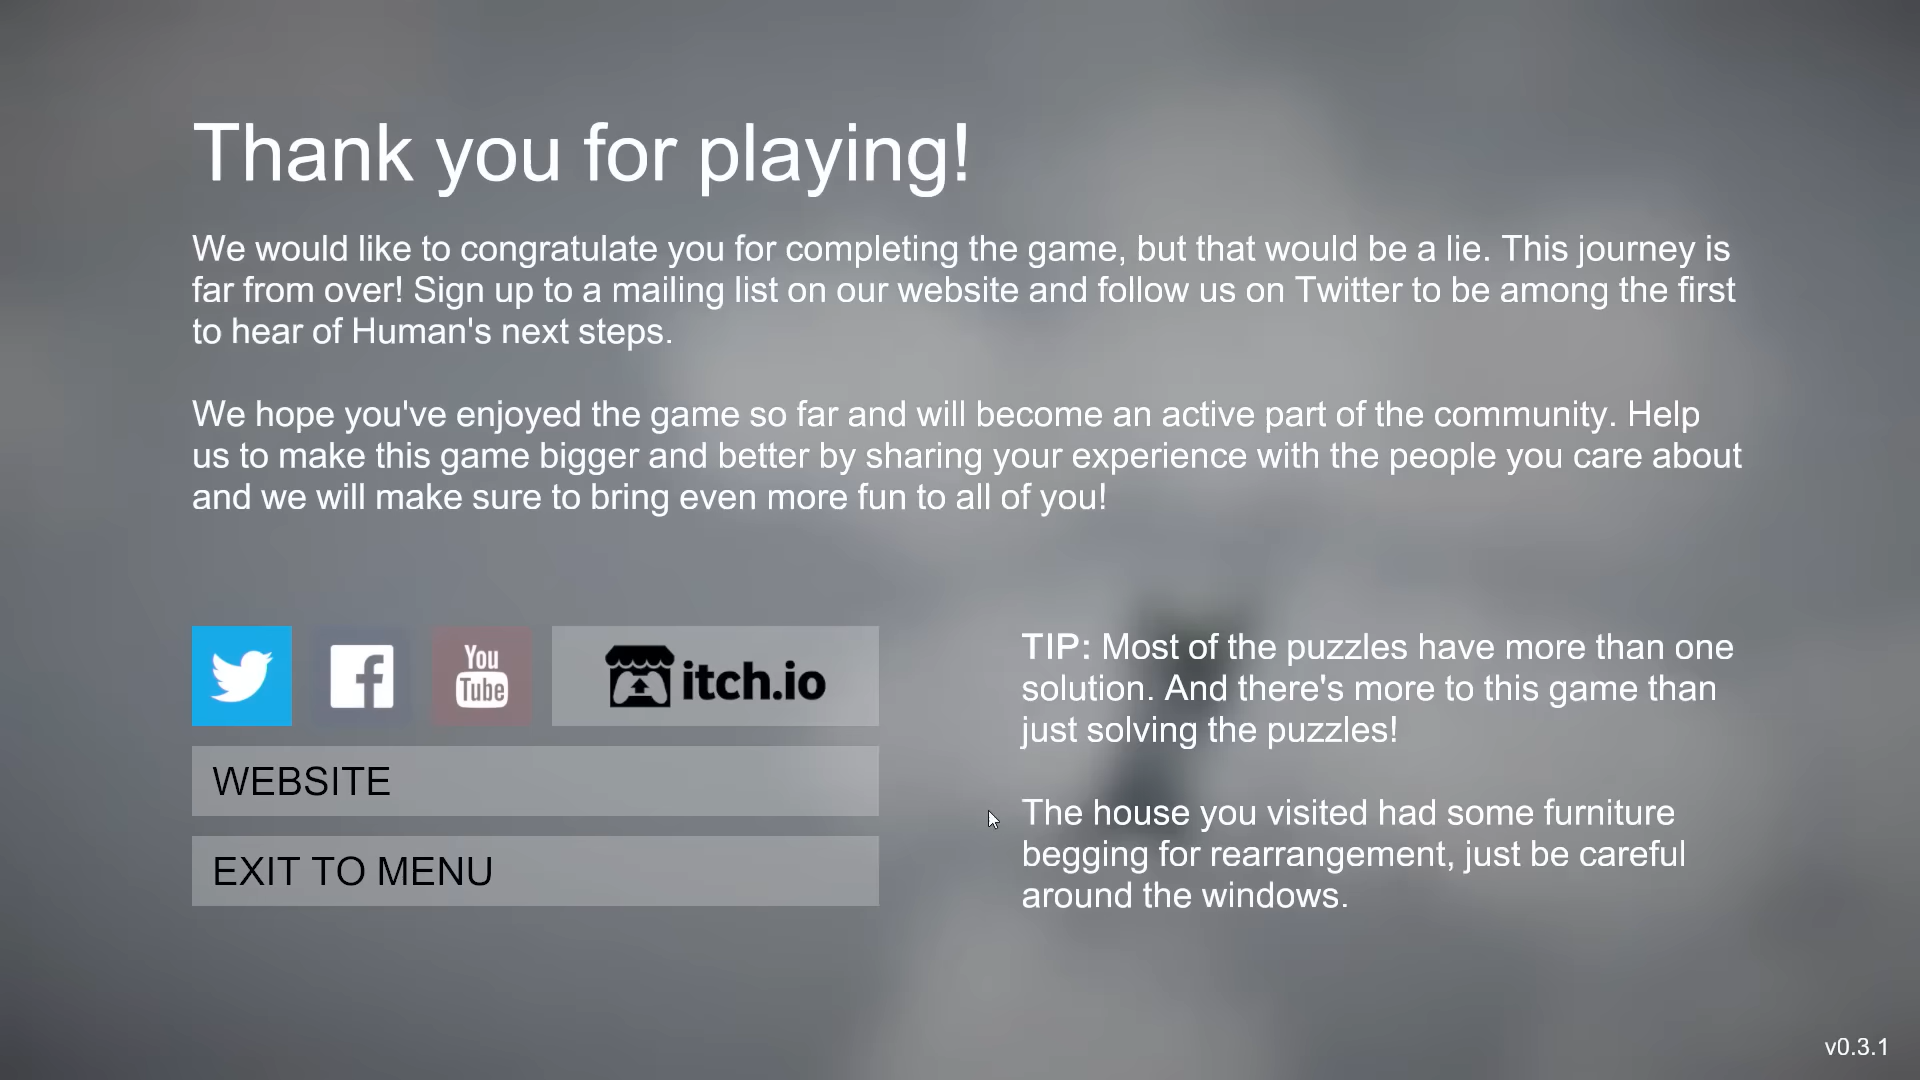 Thank you for playing!
We would like to congratulate you for completing the game, but that would be a lie. This journey is
far from over! Sign up to a mailing list on our website and follow us on Twitter to be among the first
to hear of Human's next steps.
We hope you've enjoyed the game so far and will become an active part of the community. Help
us to make this game bigger and better by sharing your experience with the people you care about
and we will make sure to bring even more fun to all of you!
You
Tube
itch.io
WEBSITE
EXIT TO MENU
TIP: Most of the puzzles have more than one
solution. And there's more to this game than
just solving the puzzles!
The house you visited had some furniture
begging for rearrangement, just be careful
around the windows.
v0.3.1